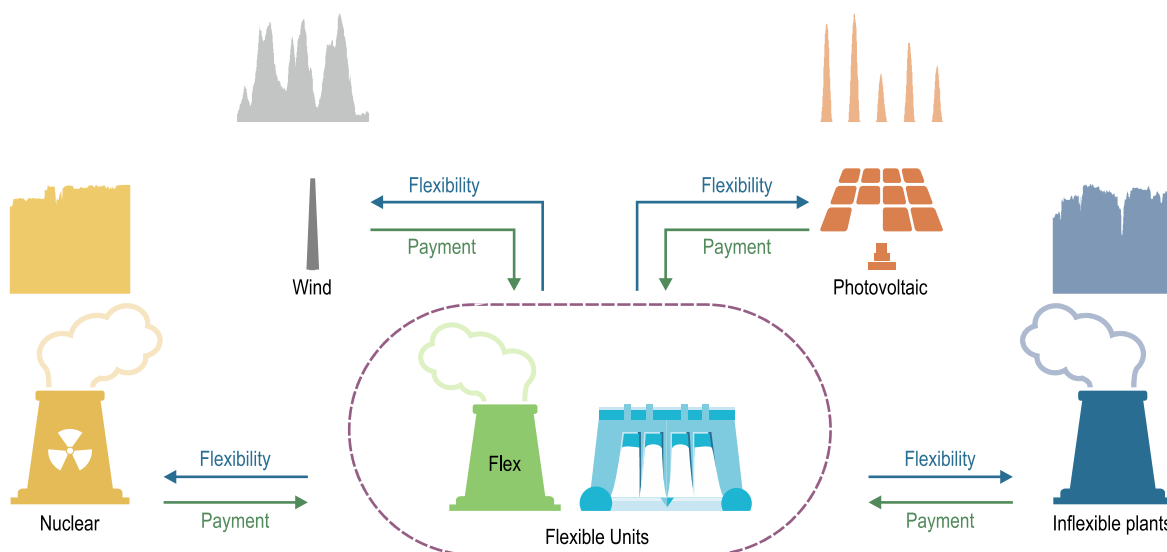 Flexibility
Payment
Wind
Flexibility
Payment
Photovoltaic
Flex
Flexible Units
Flexibility
Payment
Nuclear
Flexibility
Payment
Inflexible plants